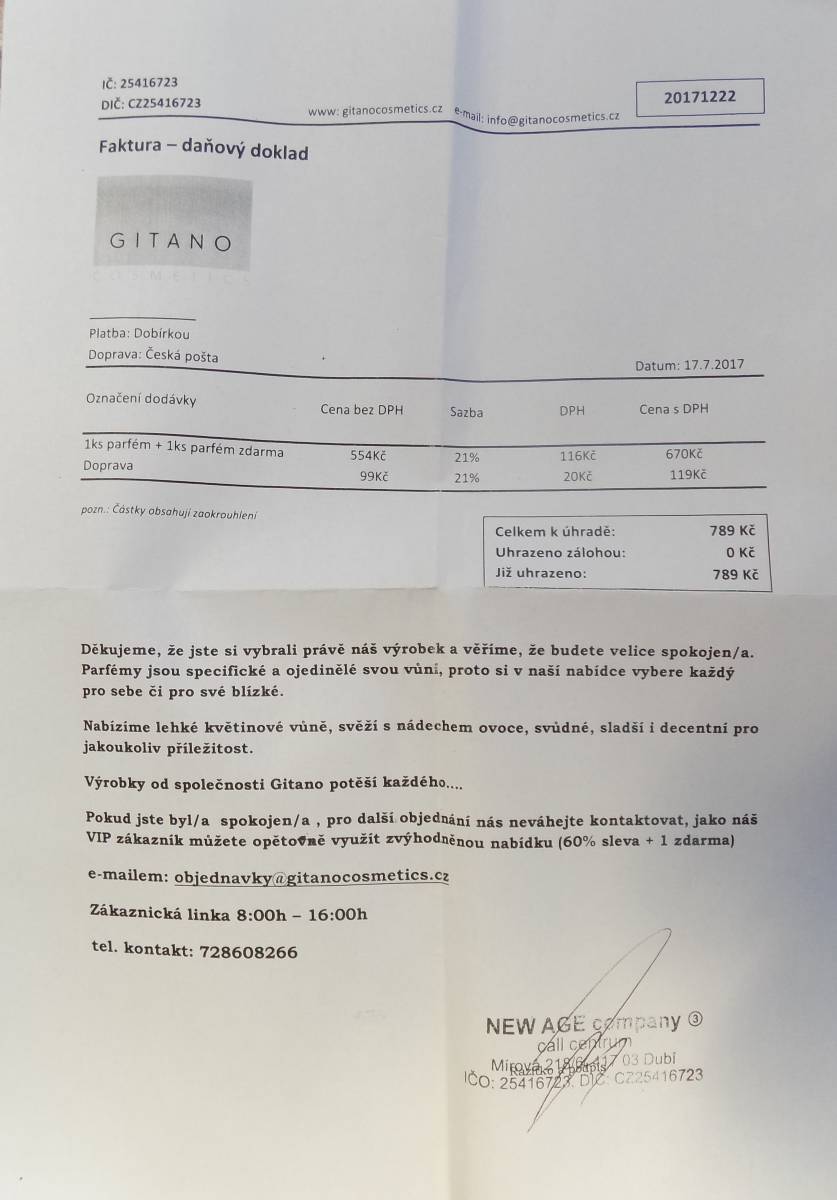 IČ: 25416723
DIČ: CZ25416723
www: gitanocosmetics.cz e-mail: info@gitanocosmetics.cz
20171222
Faktura – daňový doklad
GITANO
COSMETICS
Platba: Dobírkou
Doprava: Česká pošta
Datum: 17.7.2017
Označení dodávky Cena bez DPH Sazba DPH Cena s DPH
1ks parfém + 1ks parfém zdarma 554Kč 21% 116Kč 670Kč
Doprava 99Kč 21% 20Kč 119Kč
pozn.: Částky obsahují zaokrouhlení
Celkem k úhradě: 789 Kč
Uhrazeno zálohou: 0 Kč
Již uhrazeno: 789 Kč
Děkujeme, že jste si vybrali právě náš výrobek a věříme, že budete velice spokojen/a.
Parfémy jsou specifické a ojedinělé svou vůní, proto si v naší nabídce vybere každý
pro sebe či pro své blízké.
Nabízíme lehké květinové vůně, svěží s nádechem ovoce, svůdné, sladší i decentní pro
jakoukoliv příležitost.
Výrobky od společnosti Gitano potěší každého....
Pokud jste byl/a spokojen/a , pro další objednání nás neváhejte kontaktovat, jako náš
VIP zákazník můžete opětovně využít zvýhodněnou nabídku (60% sleva + 1 zdarma)
e-mailem: objednavky@gitanocosmetics.cz
Zákaznická linka 8:00h – 16:00h
tel. kontakt: 728608266
NEW AGE company ③
call centrum
Mírová 417 03 Dubí
Razítko a podpis
IČO: 25416723, DIČ: CZ25416723